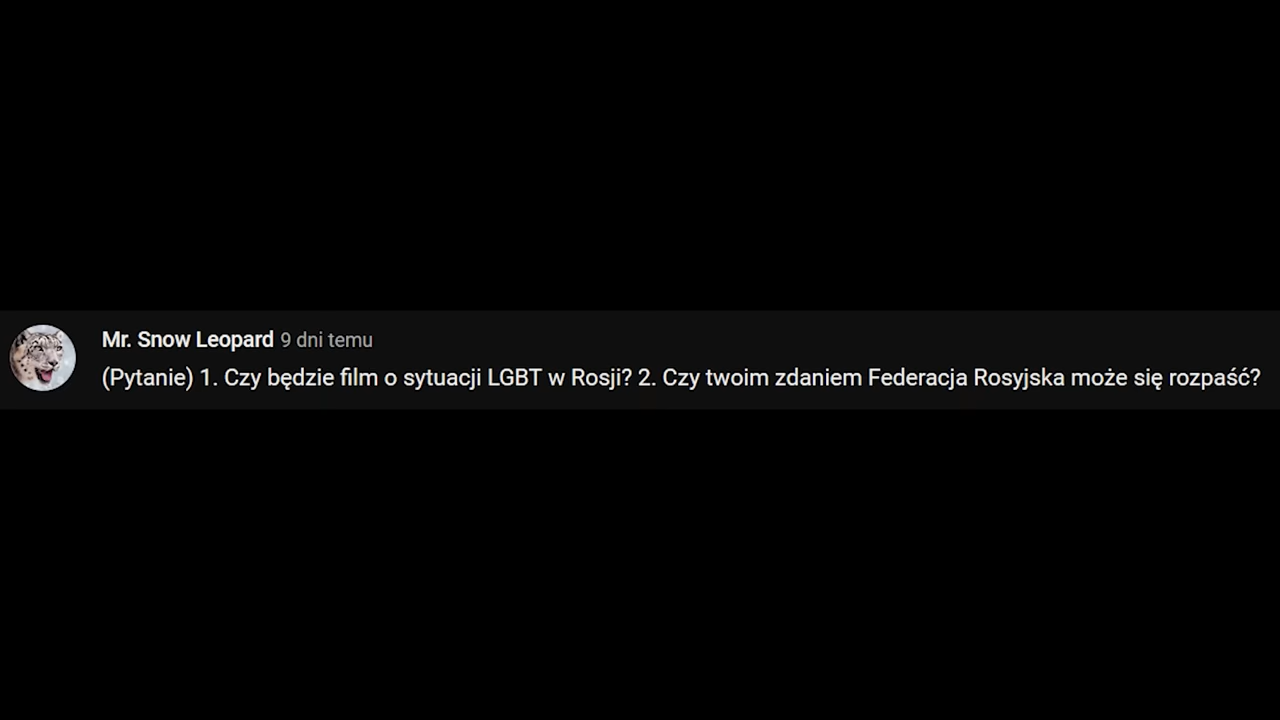 Mr. Snow Leopard 9 dni temu
(Pytanie) 1. Czy będzie film o sytuacji LGBT w Rosji? 2. Czy twoim zdaniem Federacja Rosyjska może się rozpaść?